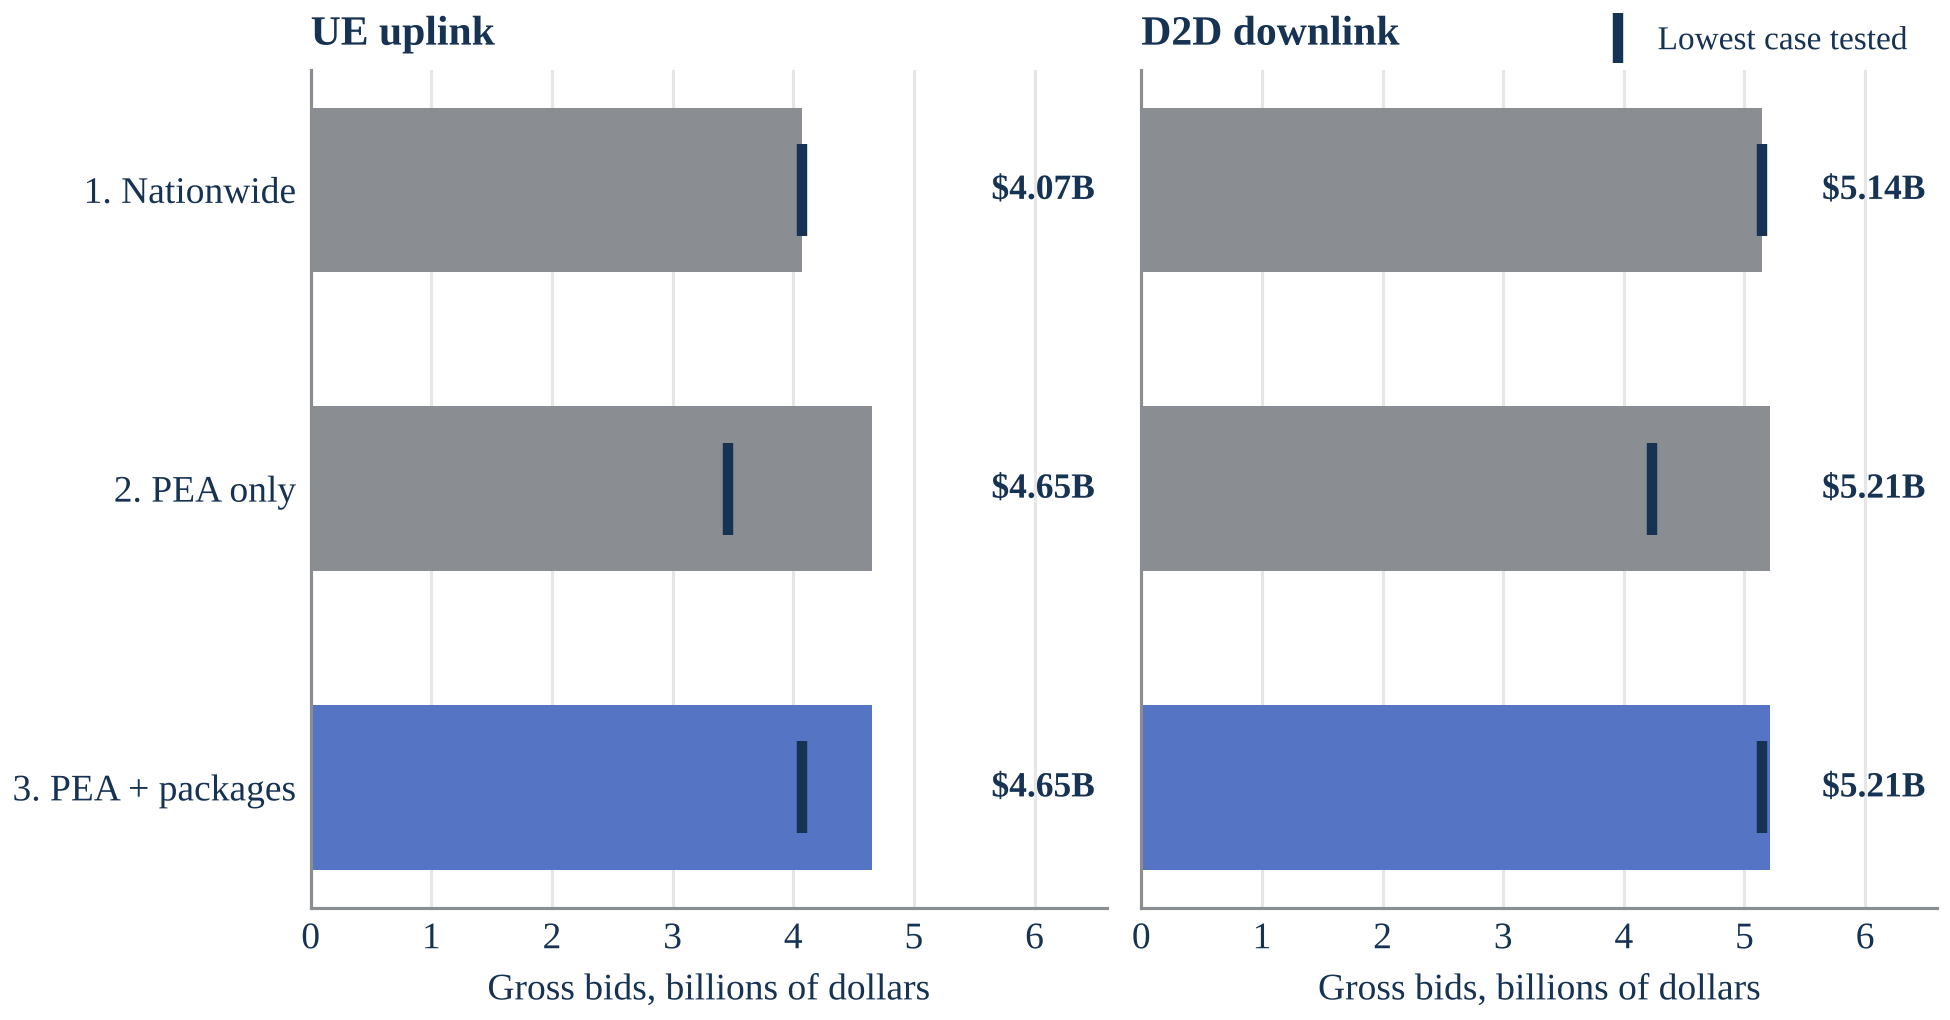 UE uplink
D2D downlink
Lowest case tested
1. Nationwide
$4.07B
$5.14B
2. PEA only
$4.65B
$5.21B
3. PEA + packages
$4.65B
$5.21B
0 1 2 3 4 5 6
0 1 2 3 4 5 6
Gross bids, billions of dollars
Gross bids, billions of dollars